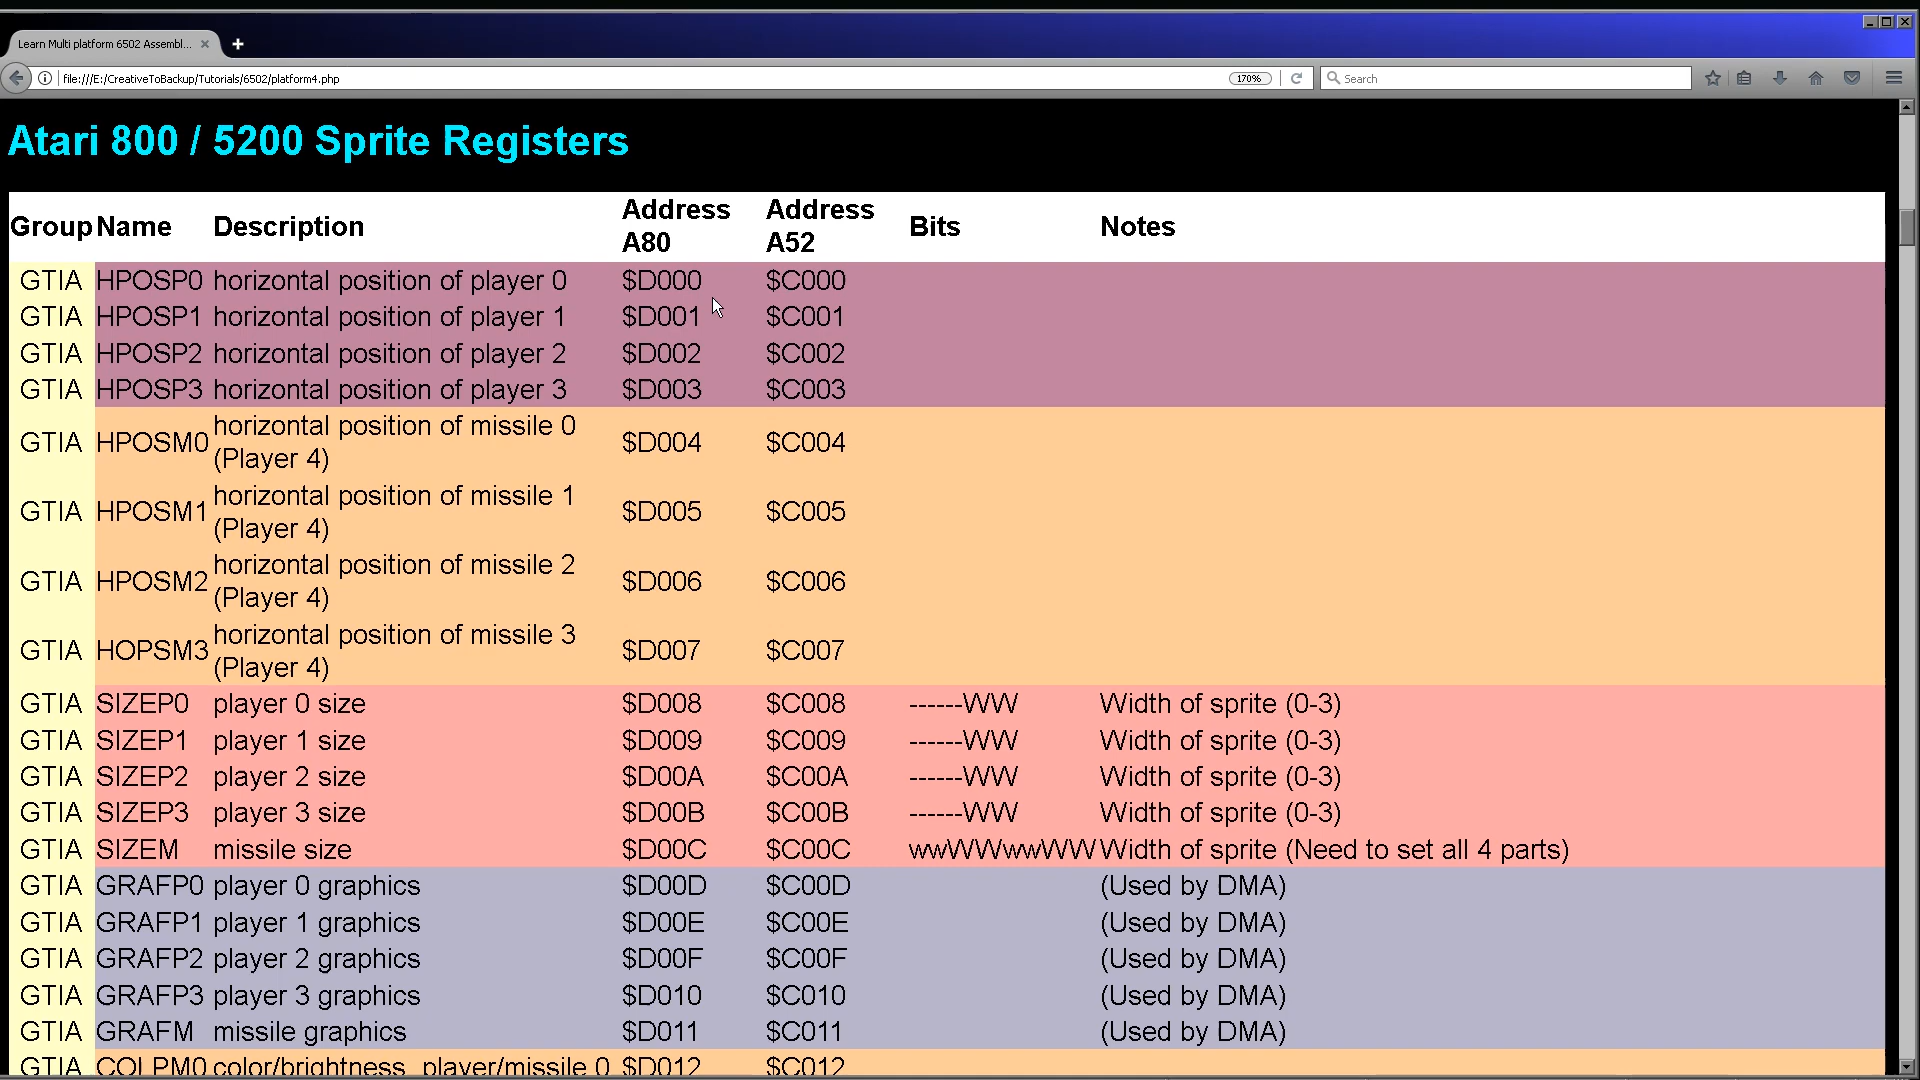 Learn Multi platform 6502 Assembl...
file:///E:/CreativeToBackup/Tutorials/6502/platform4.php
170%
Search
Atari 800 / 5200 Sprite Registers
Group Name Description Address A80 Address A52 Bits Notes
GTIA HPOSP0 horizontal position of player 0 $D000 $C000
GTIA HPOSP1 horizontal position of player 1 $D001 $C001
GTIA HPOSP2 horizontal position of player 2 $D002 $C002
GTIA HPOSP3 horizontal position of player 3 $D003 $C003
GTIA HPOSM0 horizontal position of missile 0 (Player 4) $D004 $C004
GTIA HPOSM1 horizontal position of missile 1 (Player 4) $D005 $C005
GTIA HPOSM2 horizontal position of missile 2 (Player 4) $D006 $C006
GTIA HOPSM3 horizontal position of missile 3 (Player 4) $D007 $C007
GTIA SIZEP0 player 0 size $D008 $C008 ------WW Width of sprite (0-3)
GTIA SIZEP1 player 1 size $D009 $C009 ------WW Width of sprite (0-3)
GTIA SIZEP2 player 2 size $D00A $C00A ------WW Width of sprite (0-3)
GTIA SIZEP3 player 3 size $D00B $C00B ------WW Width of sprite (0-3)
GTIA SIZEM missile size $D00C $C00C wwWWwwWW Width of sprite (Need to set all 4 parts)
GTIA GRAFP0 player 0 graphics $D00D $C00D (Used by DMA)
GTIA GRAFP1 player 1 graphics $D00E $C00E (Used by DMA)
GTIA GRAFP2 player 2 graphics $D00F $C00F (Used by DMA)
GTIA GRAFP3 player 3 graphics $D010 $C010 (Used by DMA)
GTIA GRAFM missile graphics $D011 $C011 (Used by DMA)
GTIA COLPM0 color/brightness, player/missile 0 $D012 $C012